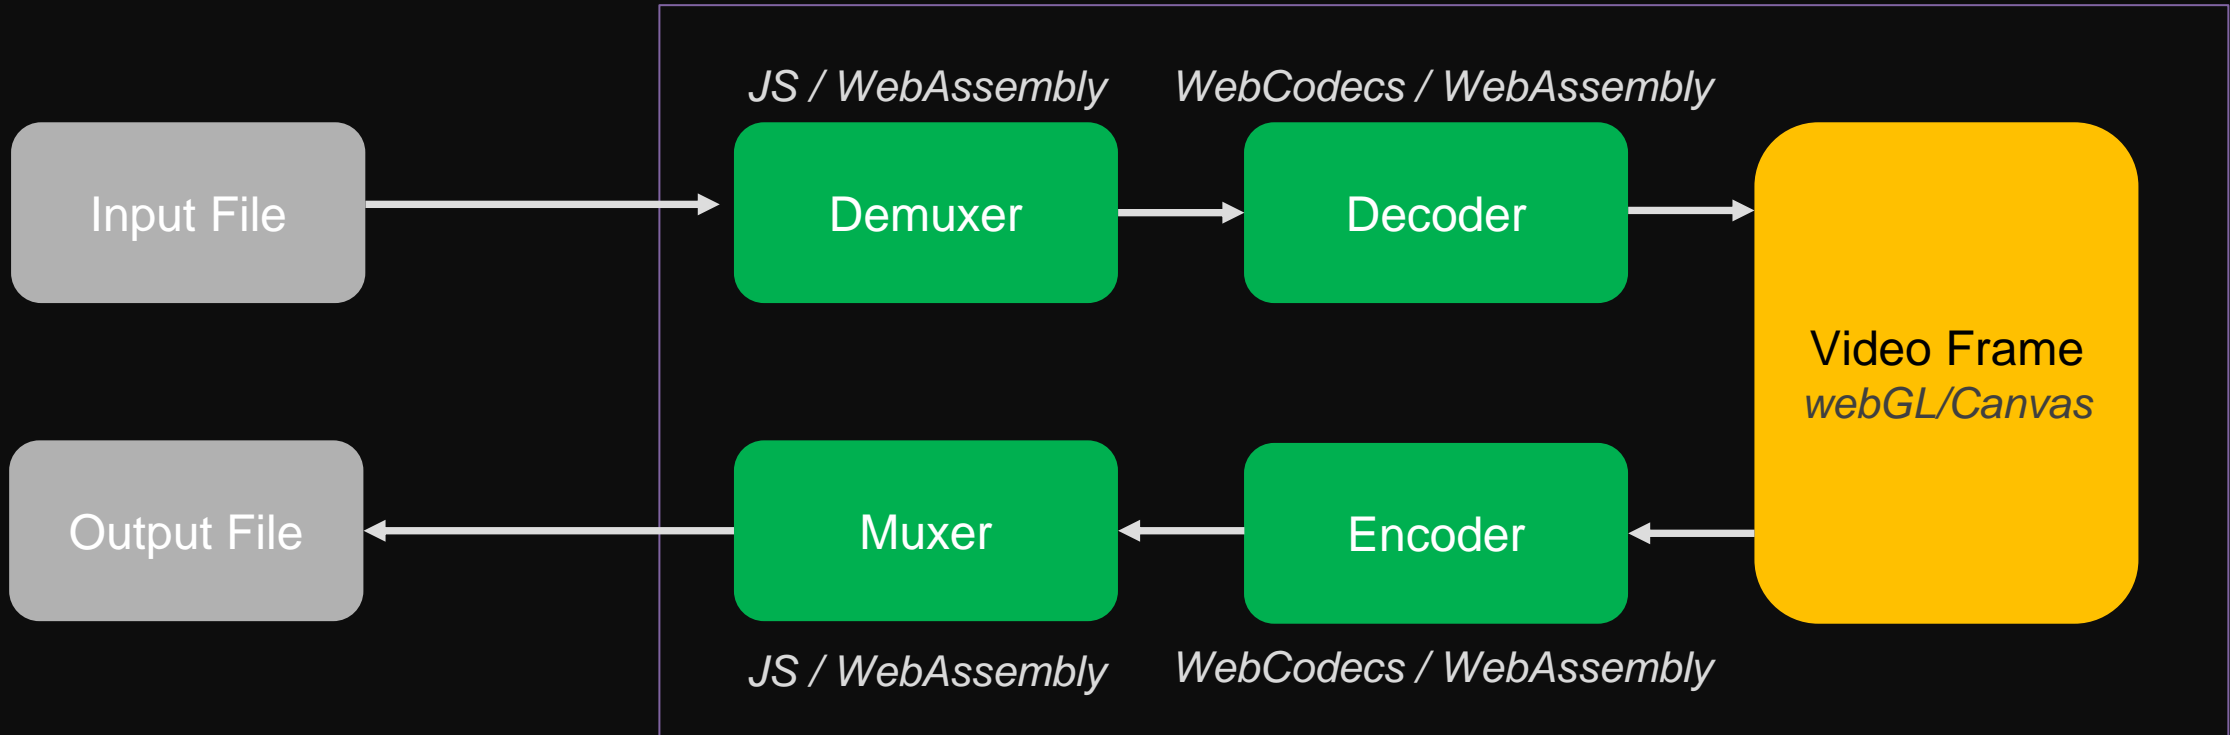 JS / WebAssembly
WebCodecs / WebAssembly
Input File
Demuxer
Decoder
Video Frame
webGL/Canvas
Output File
Muxer
Encoder
JS / WebAssembly
WebCodecs / WebAssembly